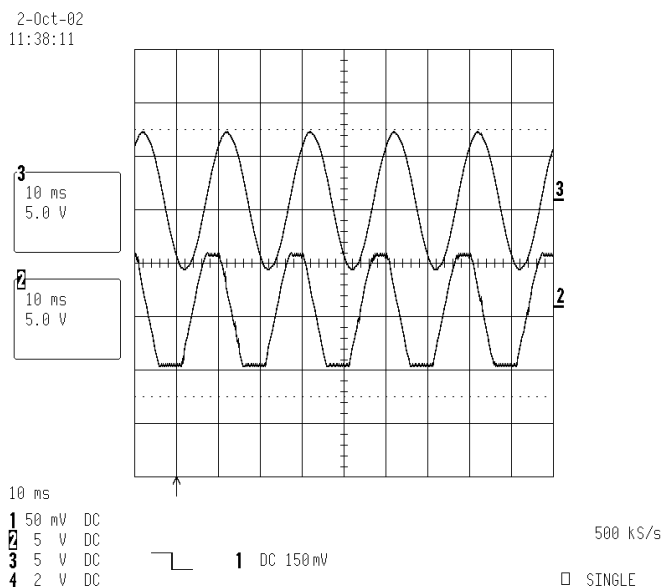 2-Oct-02
11:38:11
3
10 ms
5.0 V
2
10 ms
5.0 V
3
2
10 ms
1 50 mV DC
2 5 V DC
3 5 V DC
4 2 V DC
1 DC 150mV
500 kS/s
SINGLE